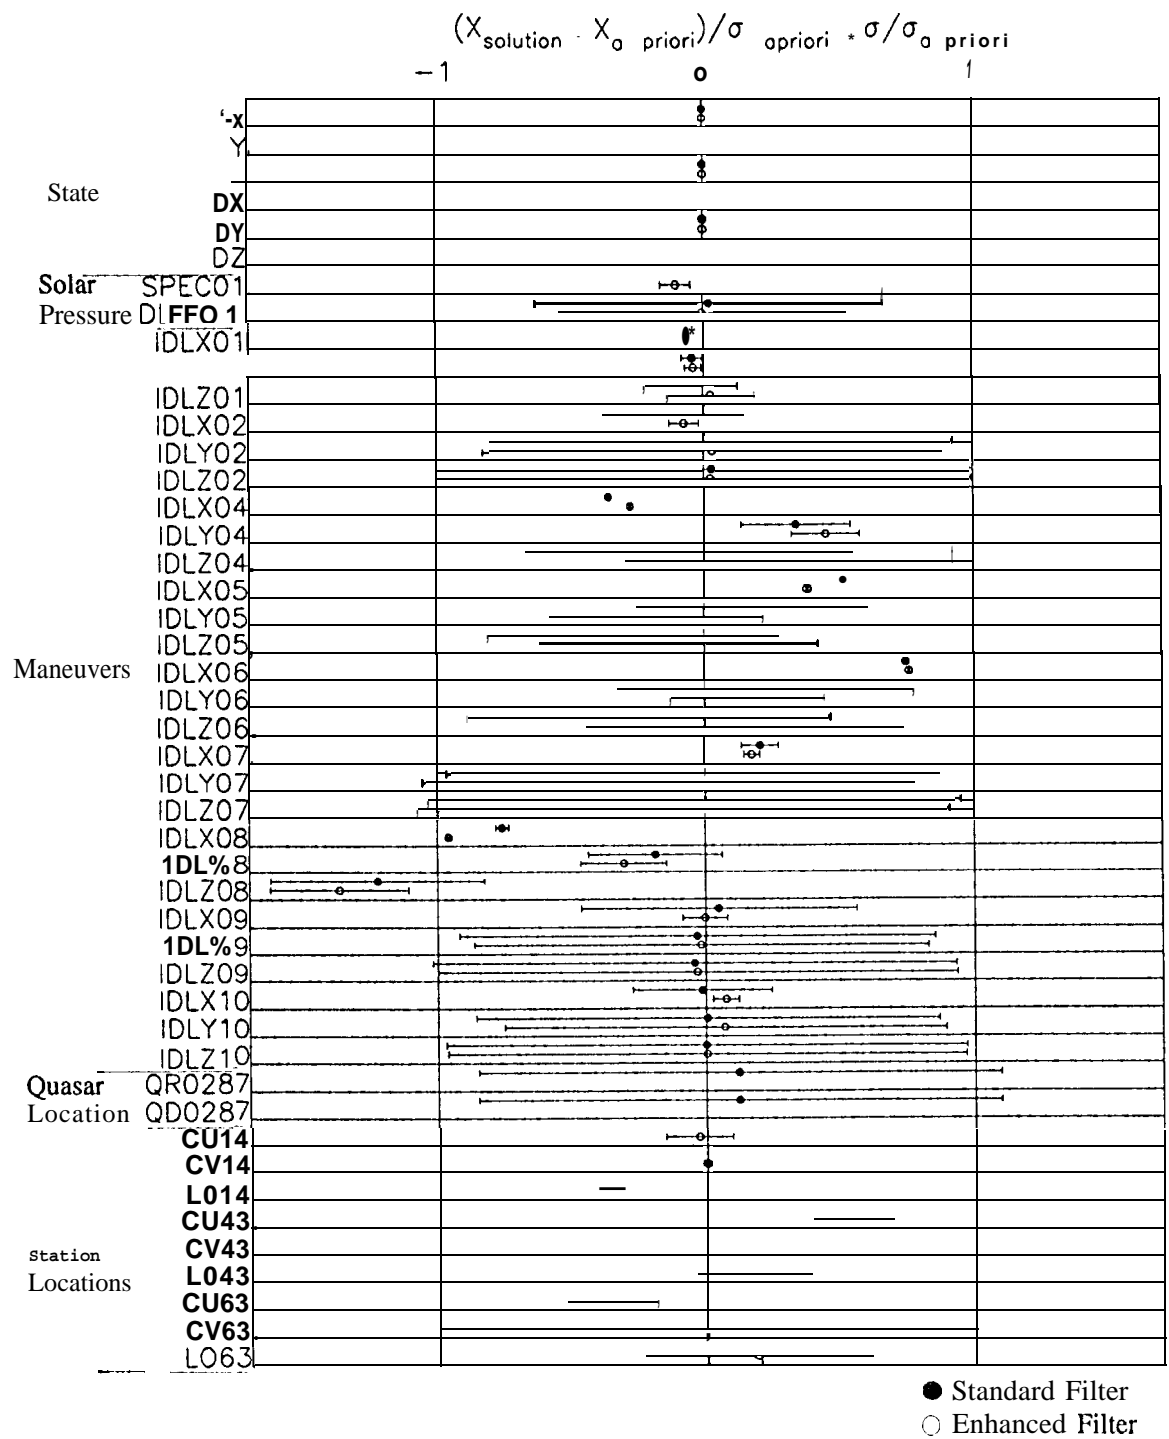 (X solution - X a priori)/σ apriori * σ/σ a priori
−1 0 1
‘-x
Y
State
DX
DY
DZ
Solar SPEC01
Pressure DIFFO 1
IDLX01
IDLZ01
IDLX02
IDLY02
IDLZ02
IDLX04
IDLY04
IDLZ04
IDLX05
IDLY05
IDLZ05
Maneuvers IDLX06
IDLY06
IDLZ06
IDLX07
IDLY07
IDLZ07
IDLX08
1DL%8
IDLZ08
IDLX09
1DL%9
IDLZ09
IDLX10
IDLY10
IDLZ10
Quasar QR0287
Location QD0287
CU14
CV14
L014
CU43
Station CV43
Locations L043
CU63
CV63
LO63
● Standard Filter
○ Enhanced Filter